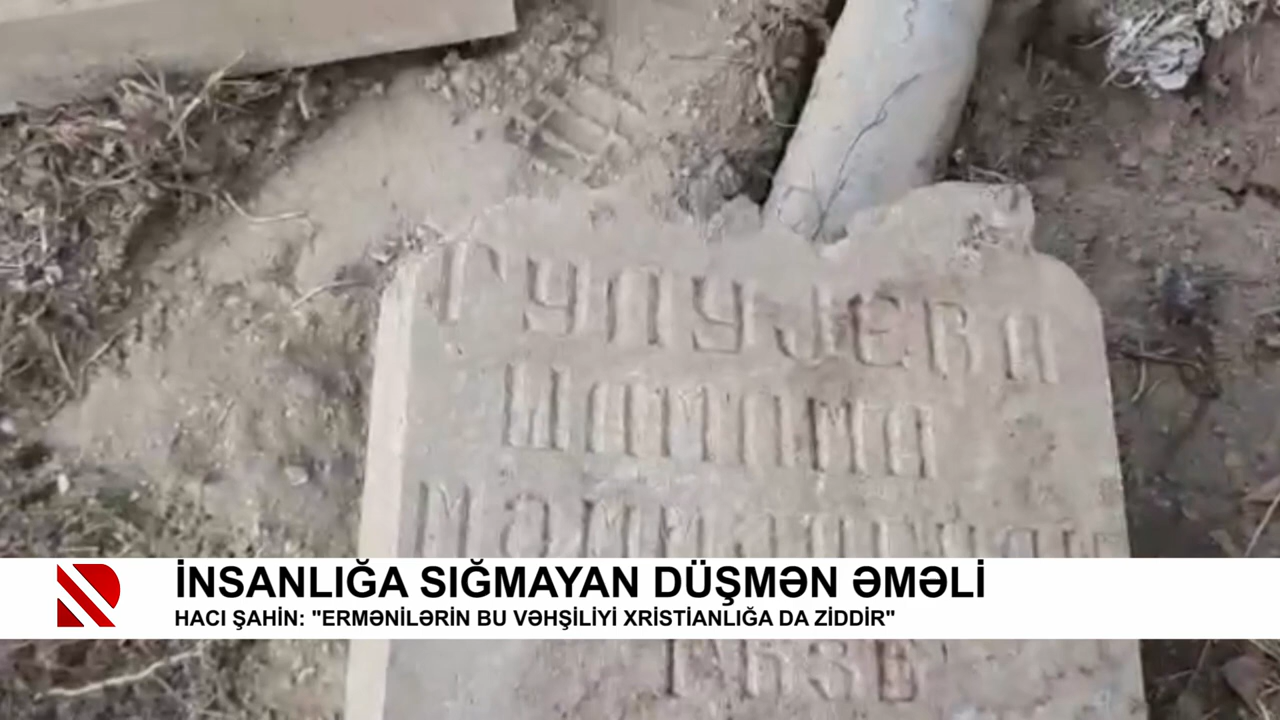 ГУЛУЈЕВА
ШАМАМА
İNSANLIĞA SIĞMAYAN DÜŞMƏN ƏMƏLİ
HACI ŞAHİN: "ERMƏNİLƏRİN BU VƏHŞİLİYİ XRİSTİANLIĞA DA ZİDDİR"